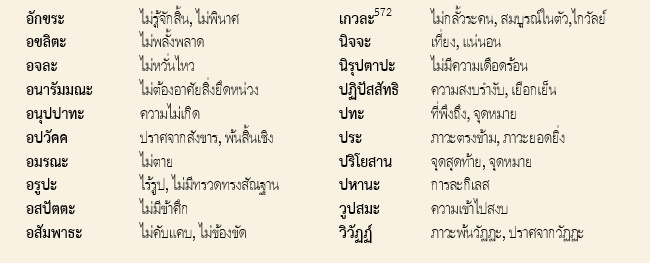 อักขระ ไม่รู้จักสิ้น, ไม่พินาศ
อขลิตะ ไม่พลั้งพลาด
อจละ ไม่หวั่นไหว
อนารัมมณะ ไม่ต้องอาศัยสิ่งยึดหน่วง
อนุปปาทะ ความไม่เกิด
อปวัคค ปราศจากสังขาร, พ้นสิ้นเชิง
อมรณะ ไม่ตาย
อรูปะ ไร้รูป, ไม่มีทรวดทรงสัณฐาน
อสปัตตะ ไม่มีข้าศึก
อสัมพาธะ ไม่คับแคบ, ไม่ข้องขัด
เกวละ572 ไม่กลั้วระคน, สมบูรณ์ในตัว,ไกวัลย์
นิจจะ เที่ยง, แน่นอน
นิรุปตาปะ ไม่มีความเดือดร้อน
ปฏิปัสสัทธิ ความสงบรำงับ, เยือกเย็น
ปทะ ที่พึงถึง, จุดหมาย
ประ ภาวะตรงข้าม, ภาวะยอดยิ่ง
ปริโยสาน จุดสุดท้าย, จุดหมาย
ปหานะ การละกิเลส
วูปสมะ ความเข้าไปสงบ
วิวัฏฏ์ ภาวะพ้นวัฏฏะ, ปราศจากวัฏฏะ